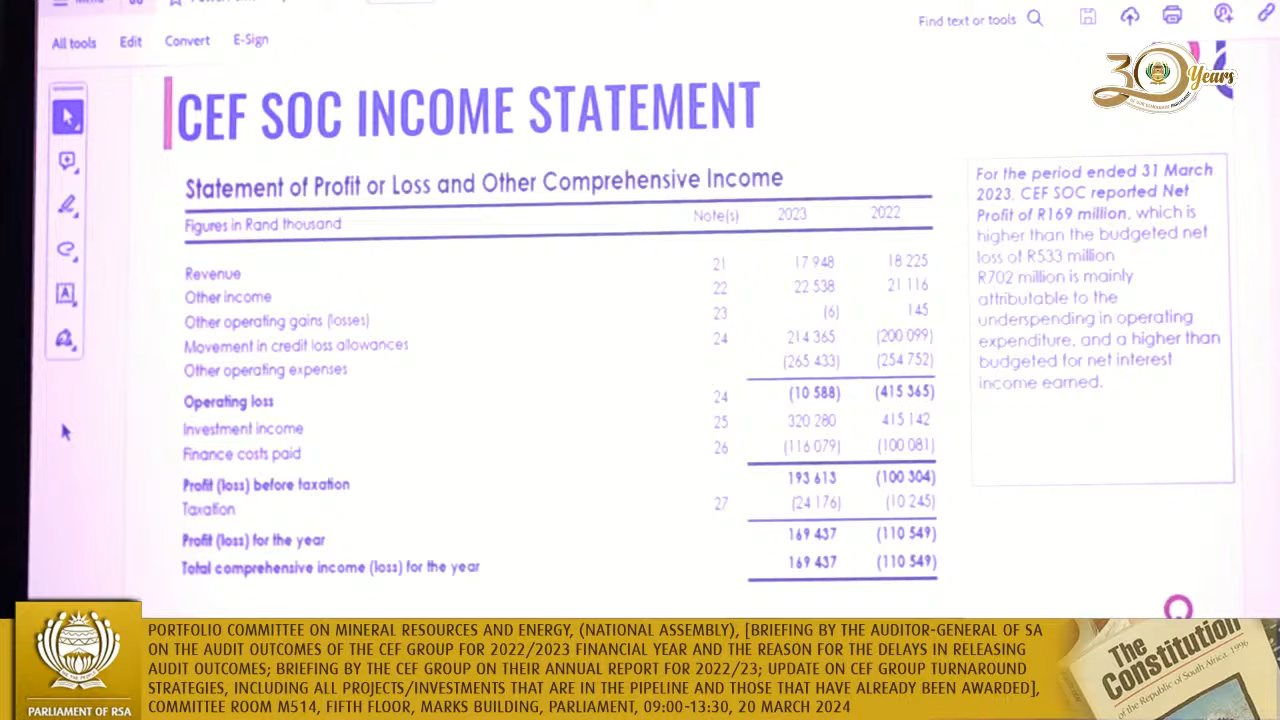 Menu
Find text or tools
All tools Edit Convert E-Sign
30 Years
CEF SOC INCOME STATEMENT
Statement of Profit or Loss and Other Comprehensive Income
Figures in Rand thousand Note(s) 2023 2022
Revenue 21 17 948 18 225
Other income 22 22 538 21 116
Other operating gains (losses) 23 (6) 145
Movement in credit loss allowances 24 214 365 (200 099)
Other operating expenses (265 433) (254 752)
Operating loss 24 (10 588) (415 365)
Investment income 25 320 280 415 142
Finance costs paid 26 (116 079) (100 081)
Profit (loss) before taxation 193 613 (100 304)
Taxation 27 (24 176) (10 245)
Profit (loss) for the year 169 437 (110 549)
Total comprehensive income (loss) for the year 169 437 (110 549)
For the period ended 31 March
2023, CEF SOC reported Net
Profit of R169 million, which is
higher than the budgeted net
loss of R533 million
R702 million is mainly
attributable to the
underspending in operating
expenditure, and a higher than
budgeted for net interest
income earned.
PORTFOLIO COMMITTEE ON MINERAL RESOURCES AND ENERGY, (NATIONAL ASSEMBLY), [BRIEFING BY THE AUDITOR-GENERAL OF SA
ON THE AUDIT OUTCOMES OF THE CEF GROUP FOR 2022/2023 FINANCIAL YEAR AND THE REASON FOR THE DELAYS IN RELEASING
AUDIT OUTCOMES; BRIEFING BY THE CEF GROUP ON THEIR ANNUAL REPORT FOR 2022/23; UPDATE ON CEF GROUP TURNAROUND
STRATEGIES, INCLUDING ALL PROJECTS/INVESTMENTS THAT ARE IN THE PIPELINE AND THOSE THAT HAVE ALREADY BEEN AWARDED],
COMMITTEE ROOM M514, FIFTH FLOOR, MARKS BUILDING, PARLIAMENT, 09:00-13:30, 20 MARCH 2024
PARLIAMENT OF RSA
The
Constitution
of the Republic of South Africa, 1996